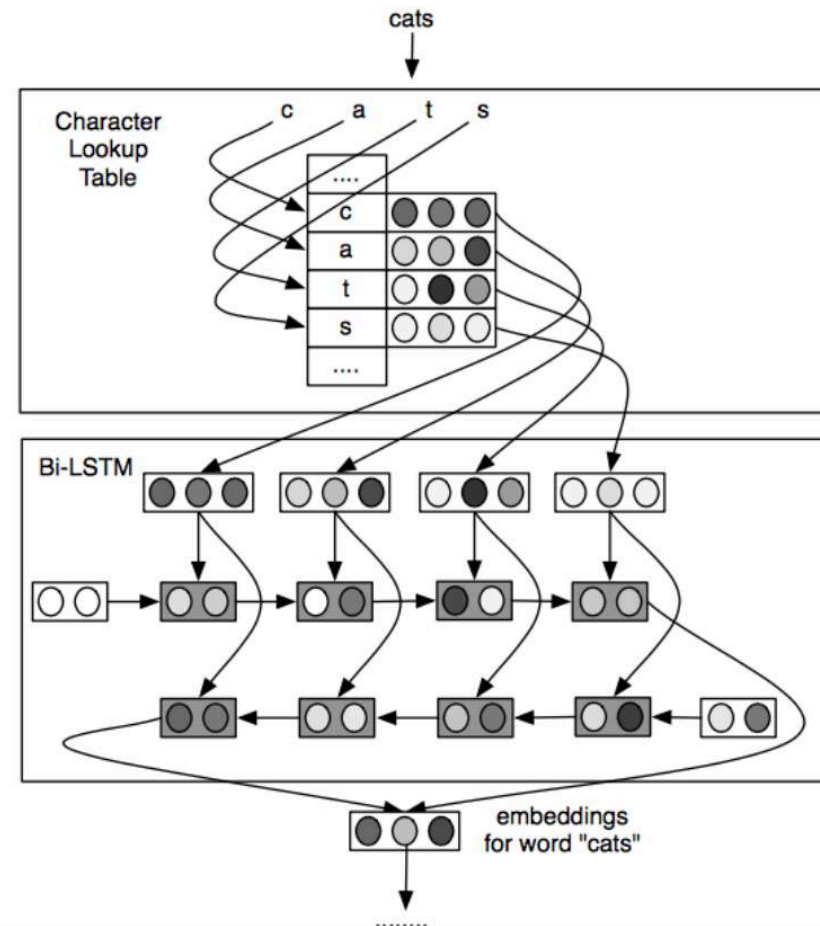 cats
Character
Lookup
Table
c a t s
....
c
a
t
s
....
Bi-LSTM
embeddings
for word "cats"
........